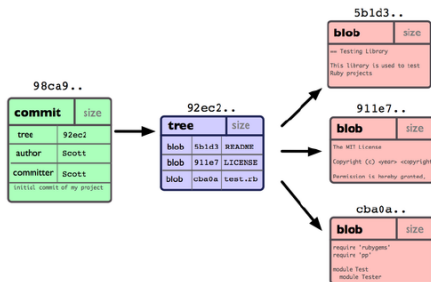 98ca9..
commit size
tree 92ec2
author Scott
committer Scott
initial commit of my project
92ec2..
tree size
blob 5b1d3 README
blob 911e7 LICENSE
blob cba0a test.rb
5b1d3..
blob size
== Testing Library
This library is used to test
Ruby projects
911e7..
blob size
The MIT License
Copyright (c) <year> <copyright
Permission is hereby granted,
cba0a..
blob size
require 'rubygems'
require 'pp'
module Test
module Tester